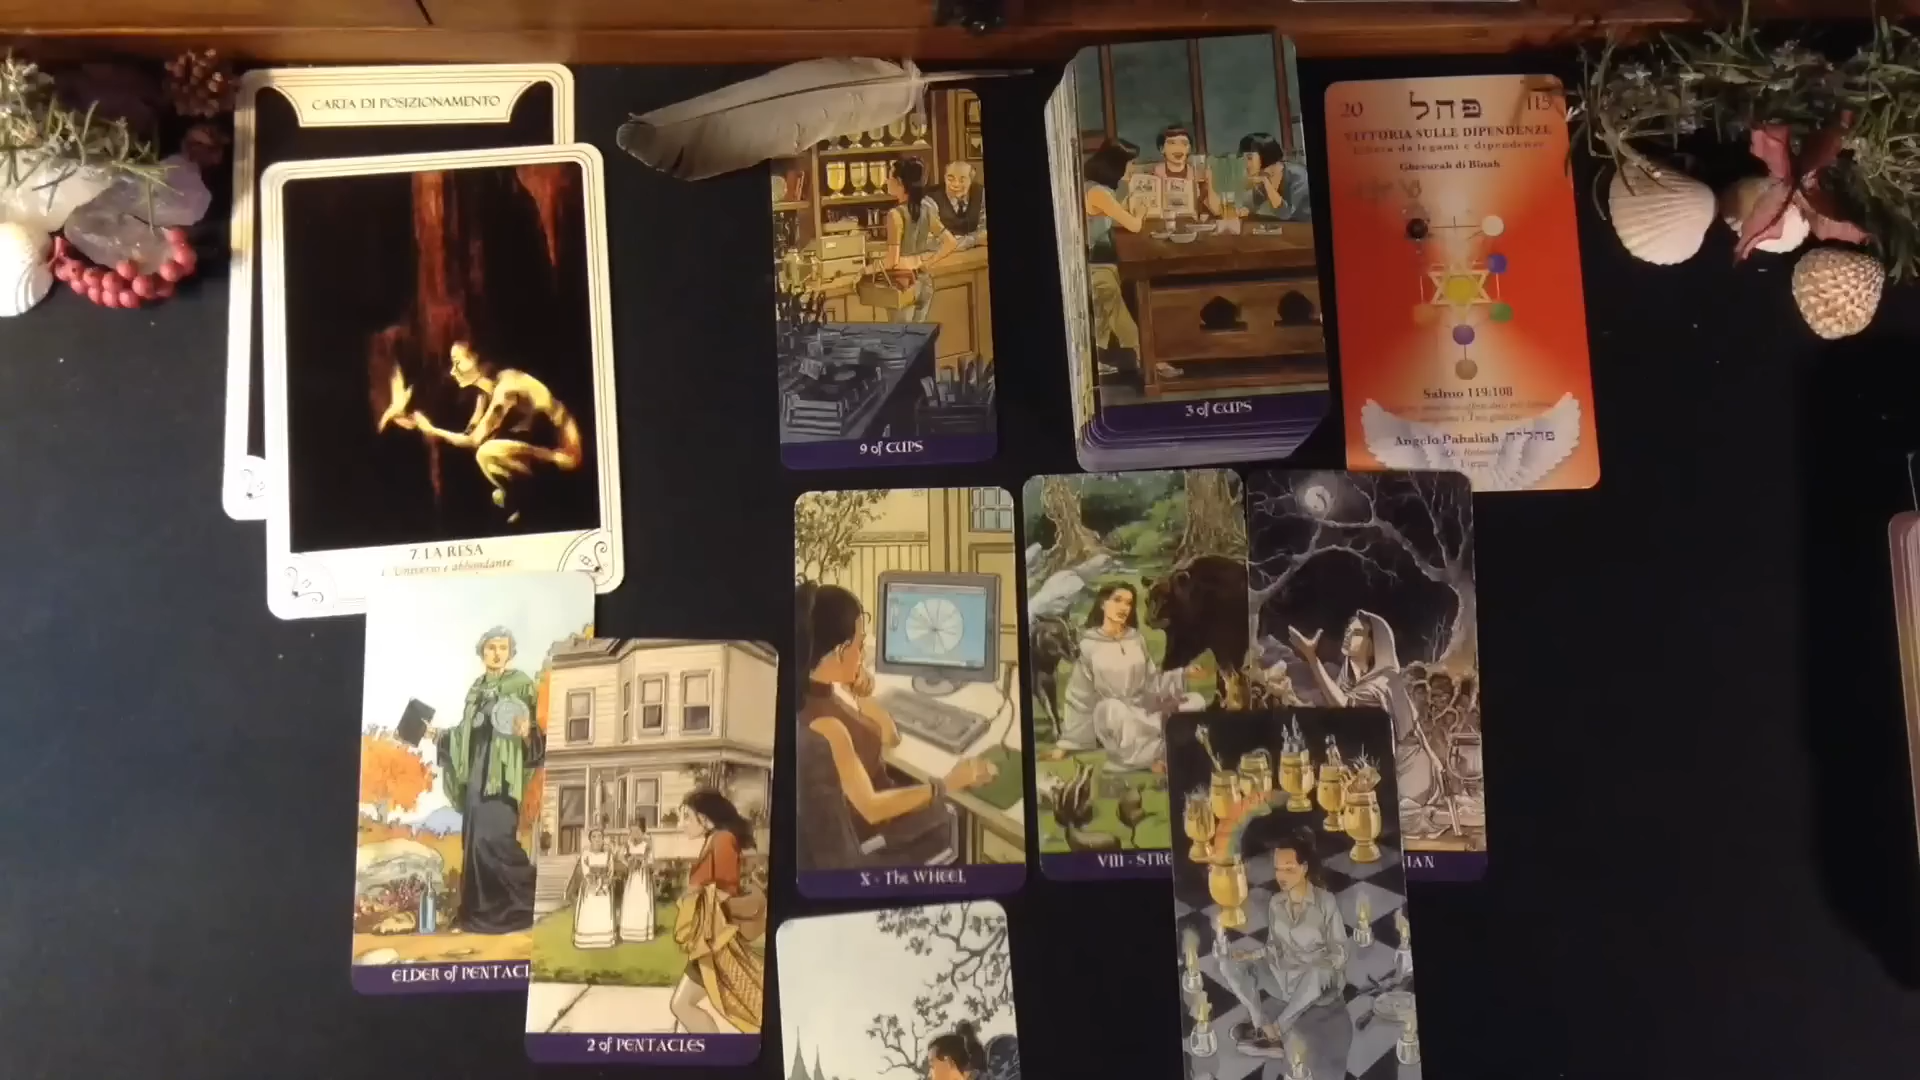 CARTA DI POSIZIONAMENTO
7. LA RESA
L'Universo è abbondante
9 of CUPS
3 of CUPS
20
פהל
115
VITTORIA SULLE DIPENDENZE
Libera da legami e dipendenze
Ghevurah di Binah
Salmo 119:108
Angelo Pahaliah פהליה
X - The WHEEL
VIII - STRE
IAN
ELDER of PENTACL
2 of PENTACLES